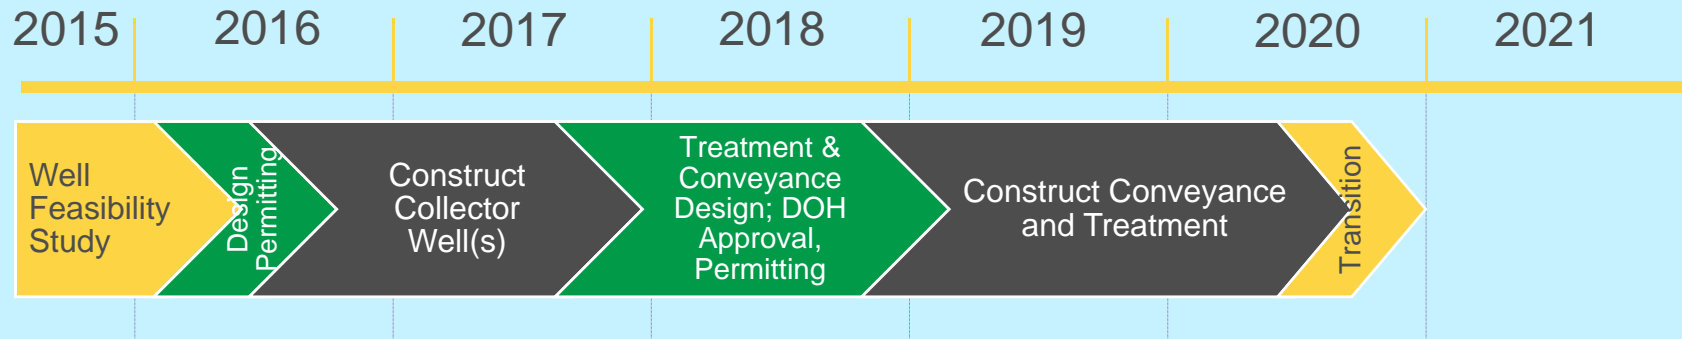 2015 2016 2017 2018 2019 2020 2021
Well
Feasibility
Study
Design
Permitting
Construct
Collector
Well(s)
Treatment &
Conveyance
Design; DOH
Approval,
Permitting
Construct Conveyance
and Treatment
Transition